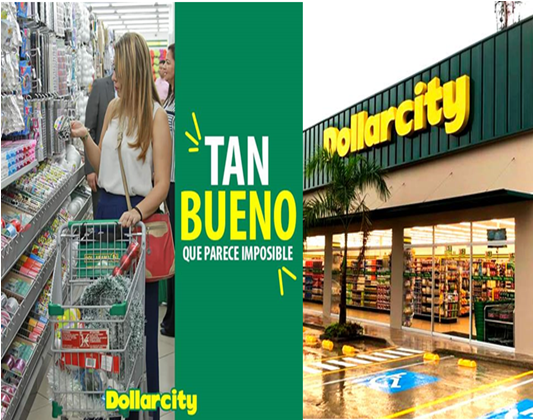 TAN
BUENO
QUE PARECE IMPOSIBLE
Dollarcity
Dollarcity